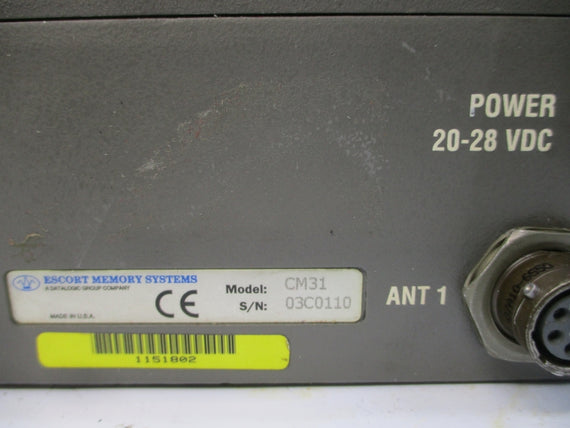 POWER
20-28 VDC
ESCORT MEMORY SYSTEMS
A DATALOGIC GROUP COMPANY
CE
MADE IN U.S.A.
Model: CM31
S/N: 03C0110
ANT 1
1151802